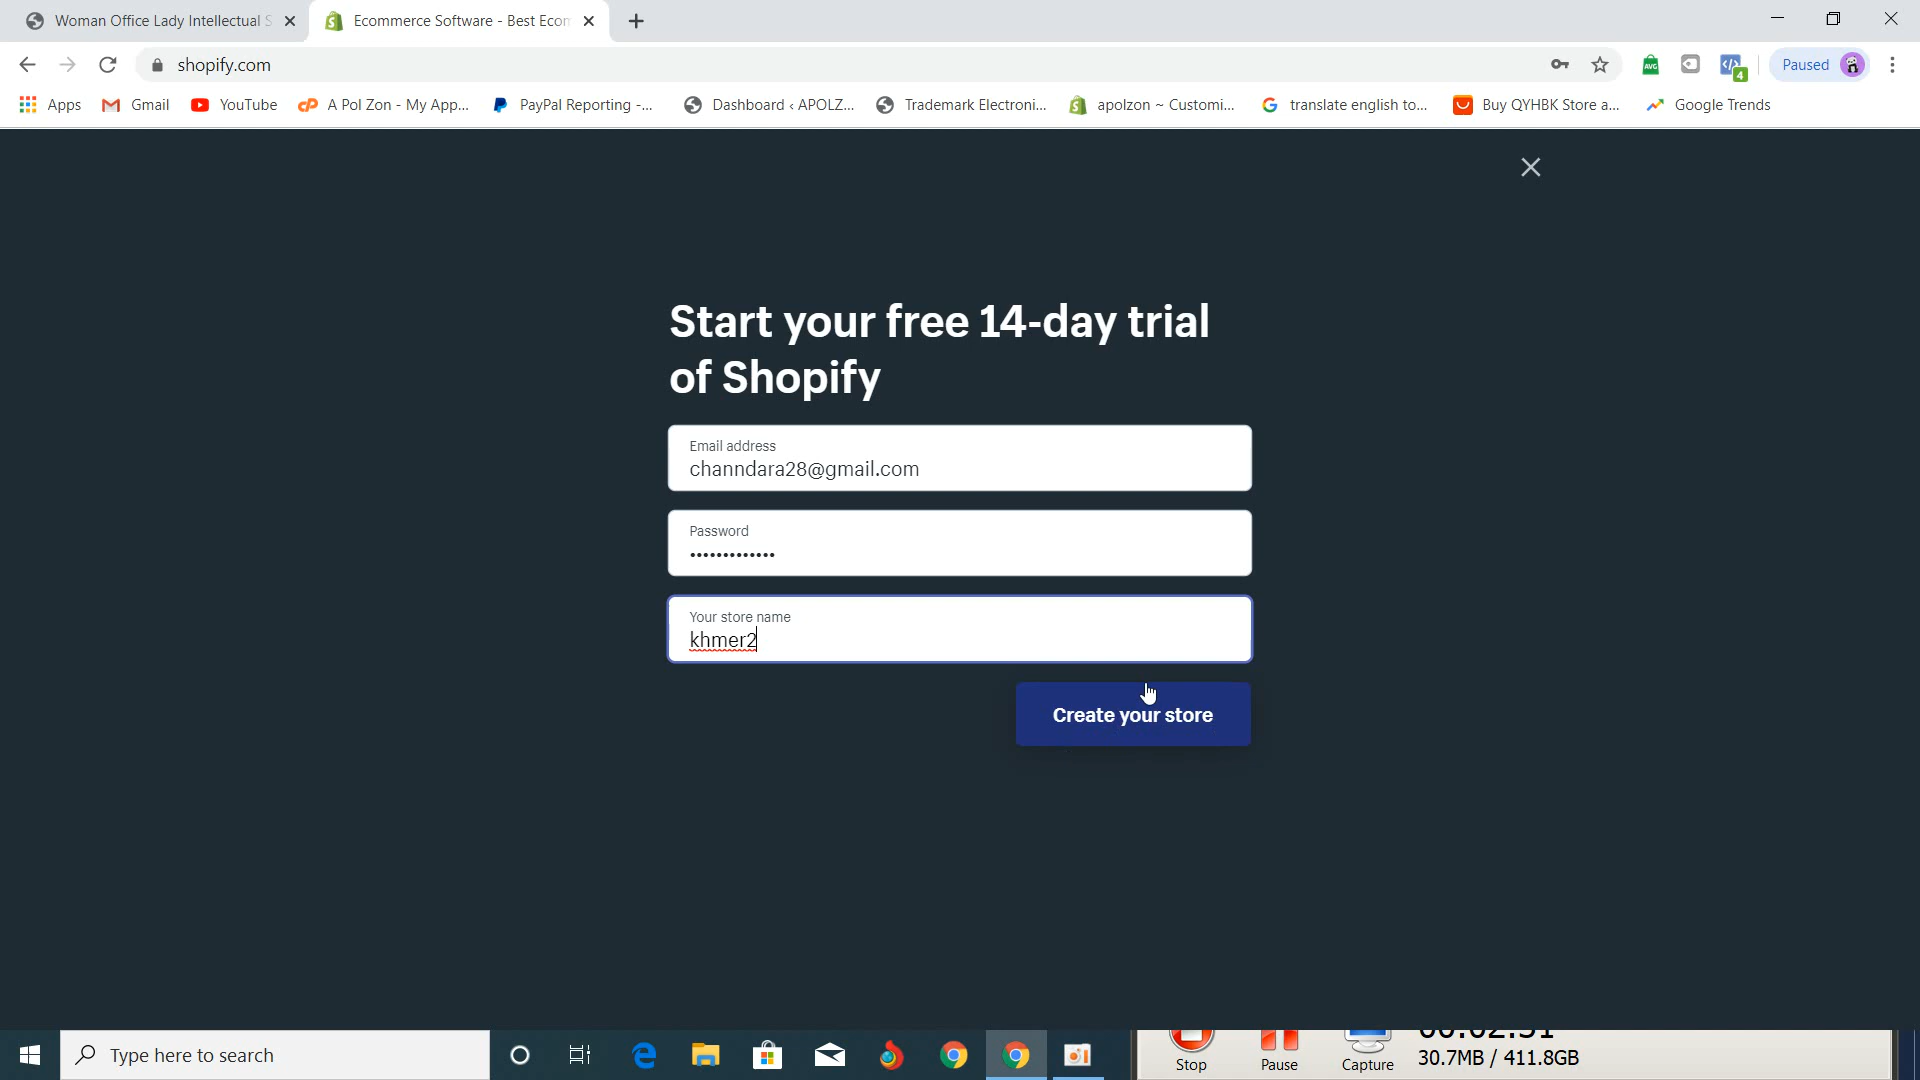 Woman Office Lady Intellectual S
Ecommerce Software - Best Ecom
shopify.com
Paused
Apps
Gmail
YouTube
A Pol Zon - My App...
PayPal Reporting -...
Dashboard ‹ APOLZ...
Trademark Electroni...
apolzon ~ Customi...
translate english to...
Buy QYHBK Store a...
Google Trends
Start your free 14-day trial
of Shopify
Email address
channdara28@gmail.com
Password
•••••••••••••
Your store name
khmer2
Create your store
Type here to search
Stop
Pause
Capture
30.7MB / 411.8GB